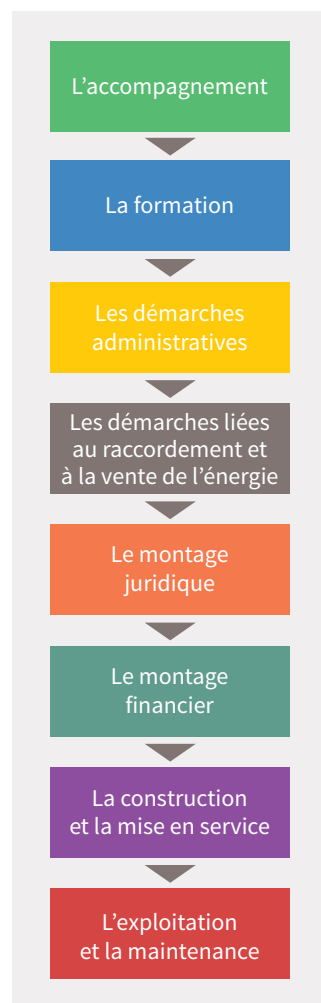 L’accompagnement
La formation
Les démarches
administratives
Les démarches liées
au raccordement et
à la vente de l’énergie
Le montage
juridique
Le montage
financier
La construction
et la mise en service
L’exploitation
et la maintenance